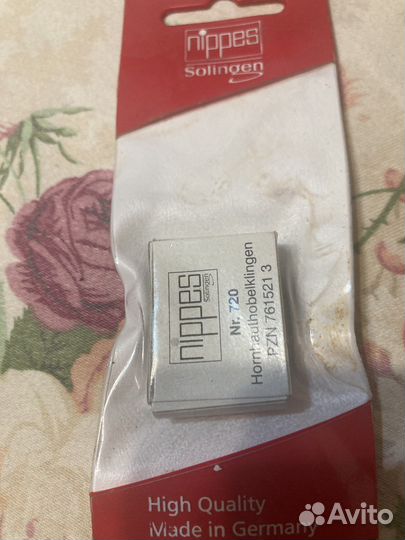 nippes
Solingen
nippes
Solingen
Nr. 720
Hornhauthobelklingen
PZN 761521 3
High Quality
Made in Germany
Avito